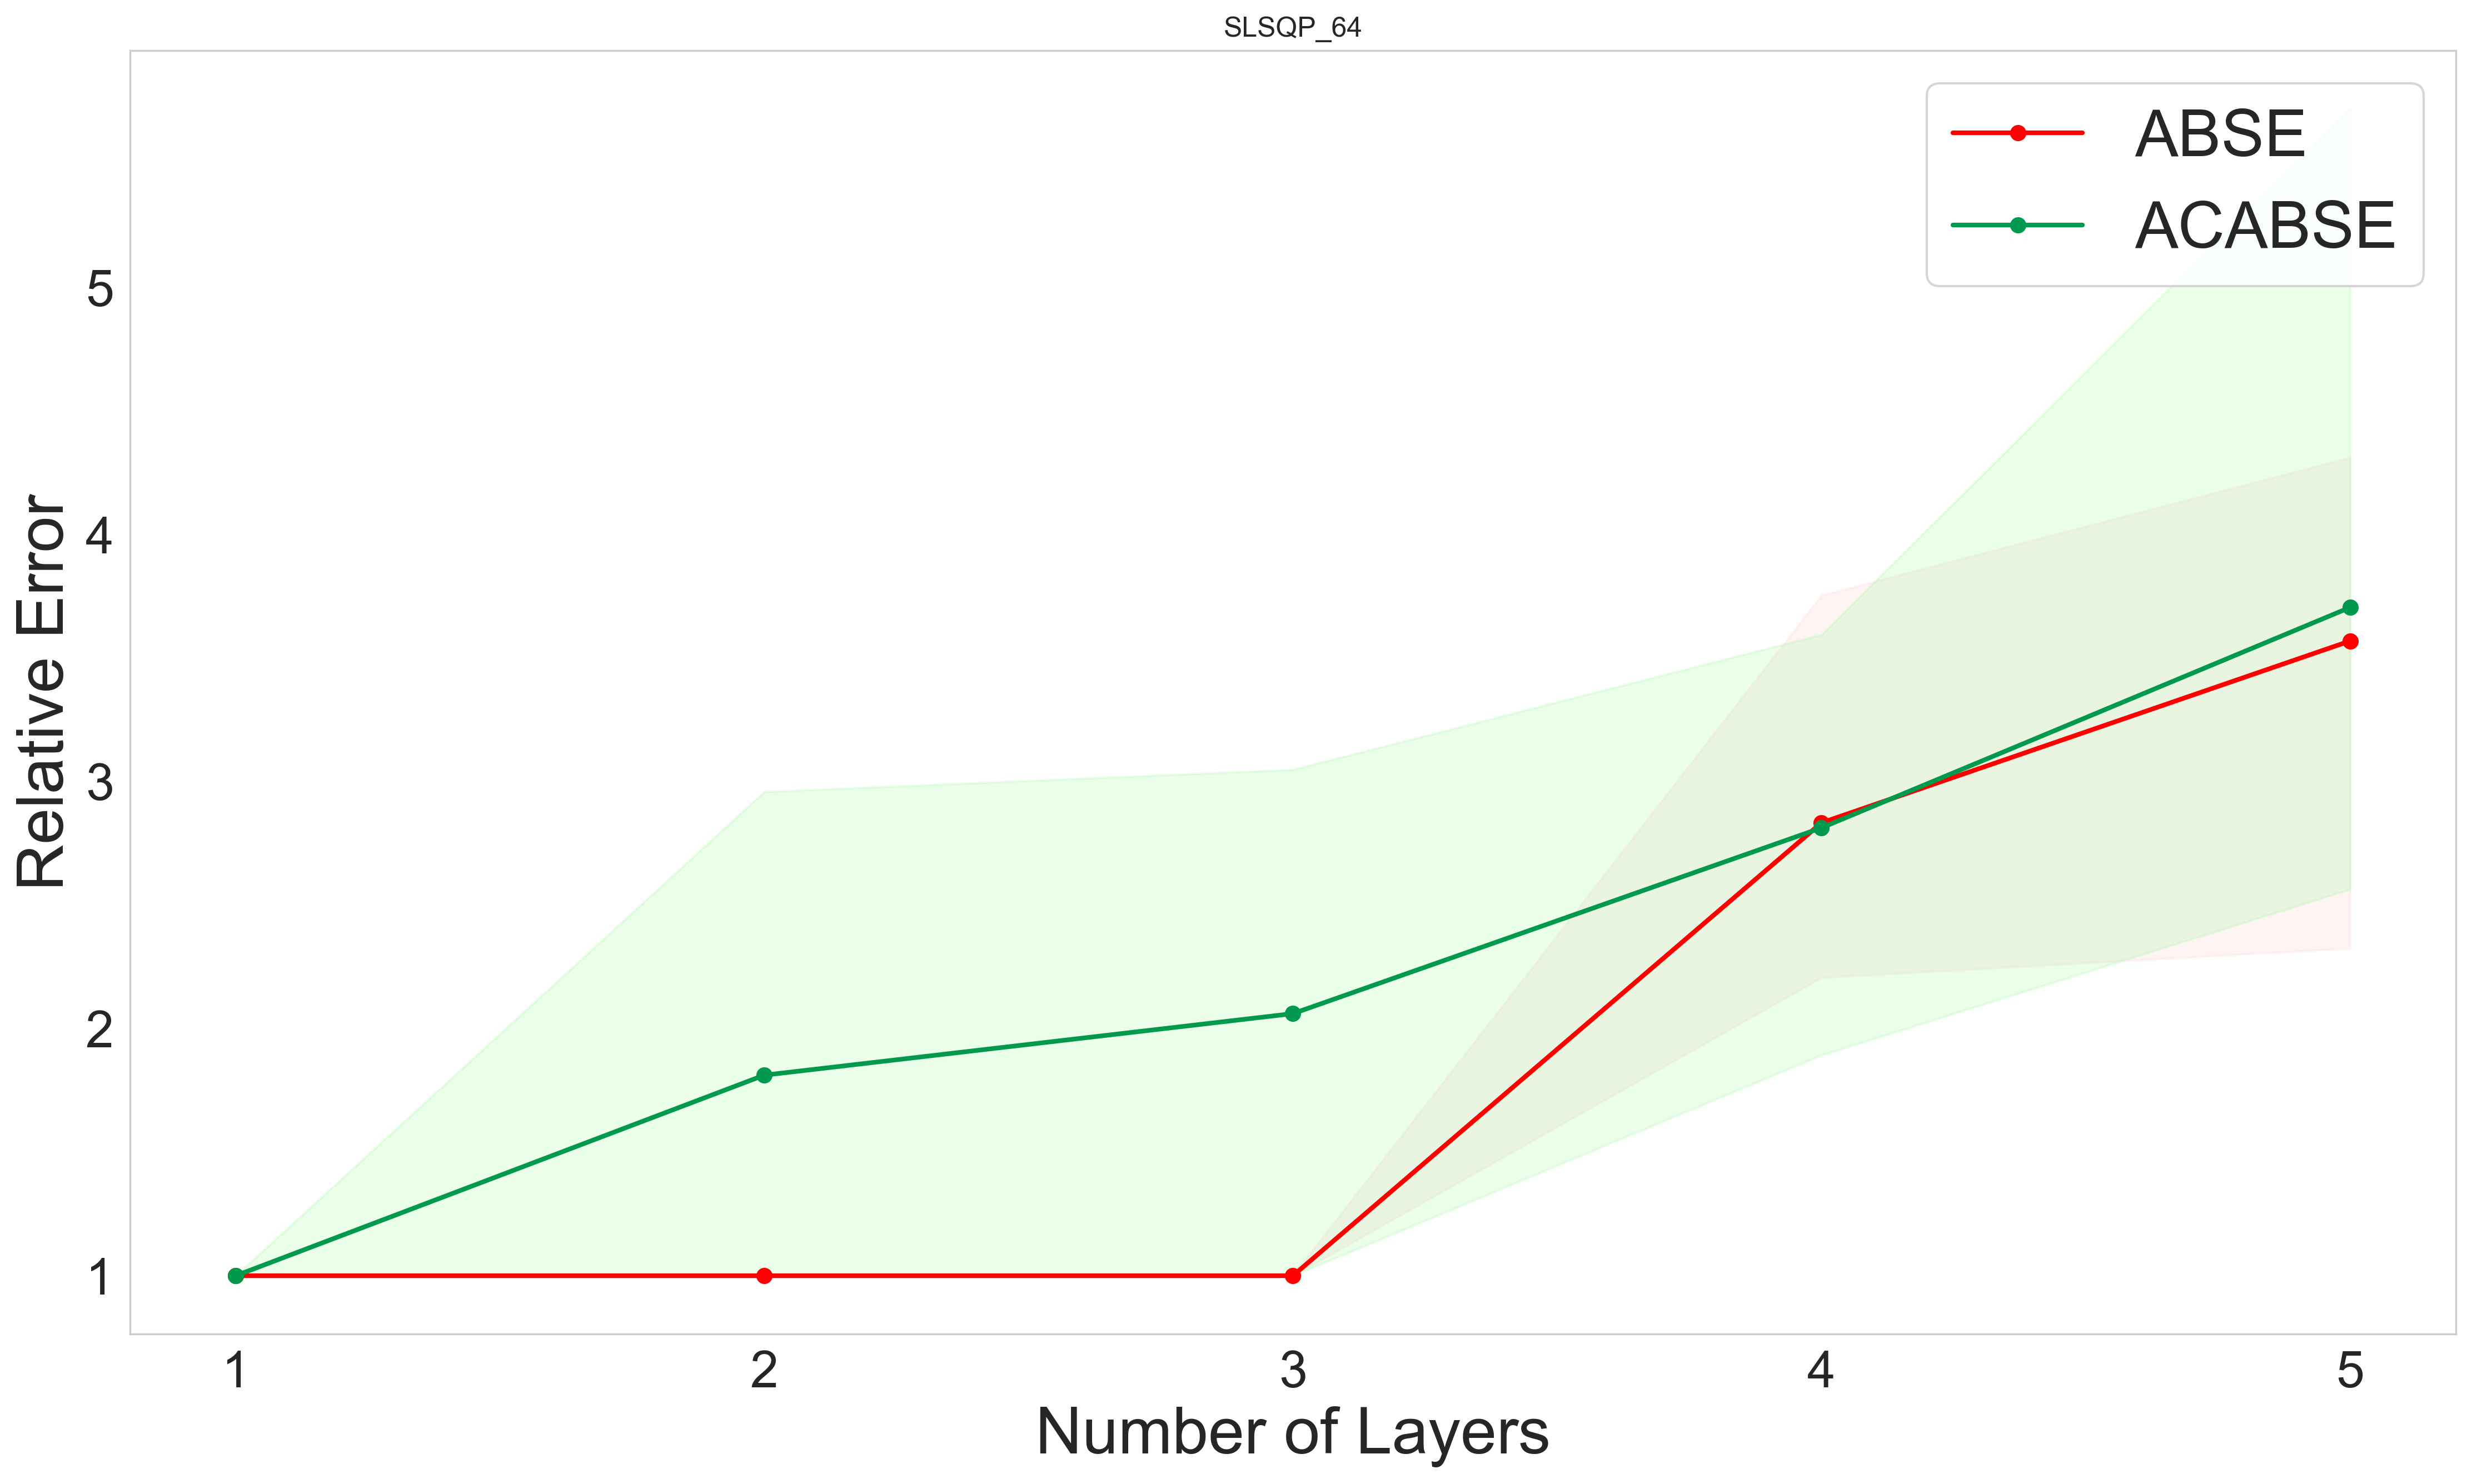 SLSQP_64
ABSE
ACABSE
Relative Error
5
4
3
2
1
1 2 3 4 5
Number of Layers